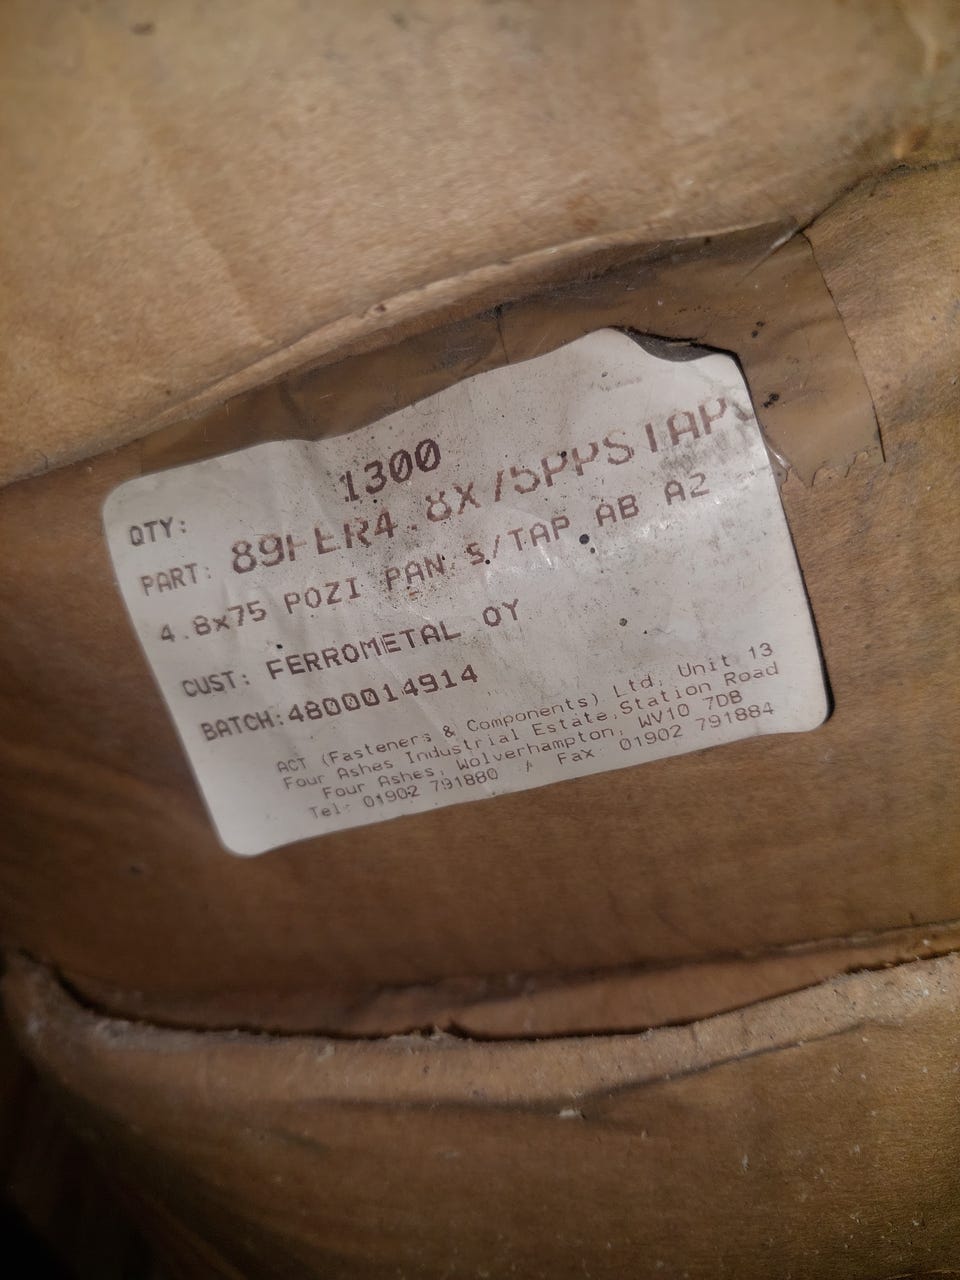 QTY: 1300
PART: 89FER4.8X75PPSTAP
4.8x75 POZI PAN S/TAP AB A2
CUST: FERROMETAL OY
BATCH:4800014914
ACT (Fasteners & Components) Ltd. Unit 13
Four Ashes Industrial Estate,Station Road
Four Ashes, Wolverhampton, WV10 7DB
Tel: 01902 791880 / Fax 01902 791884